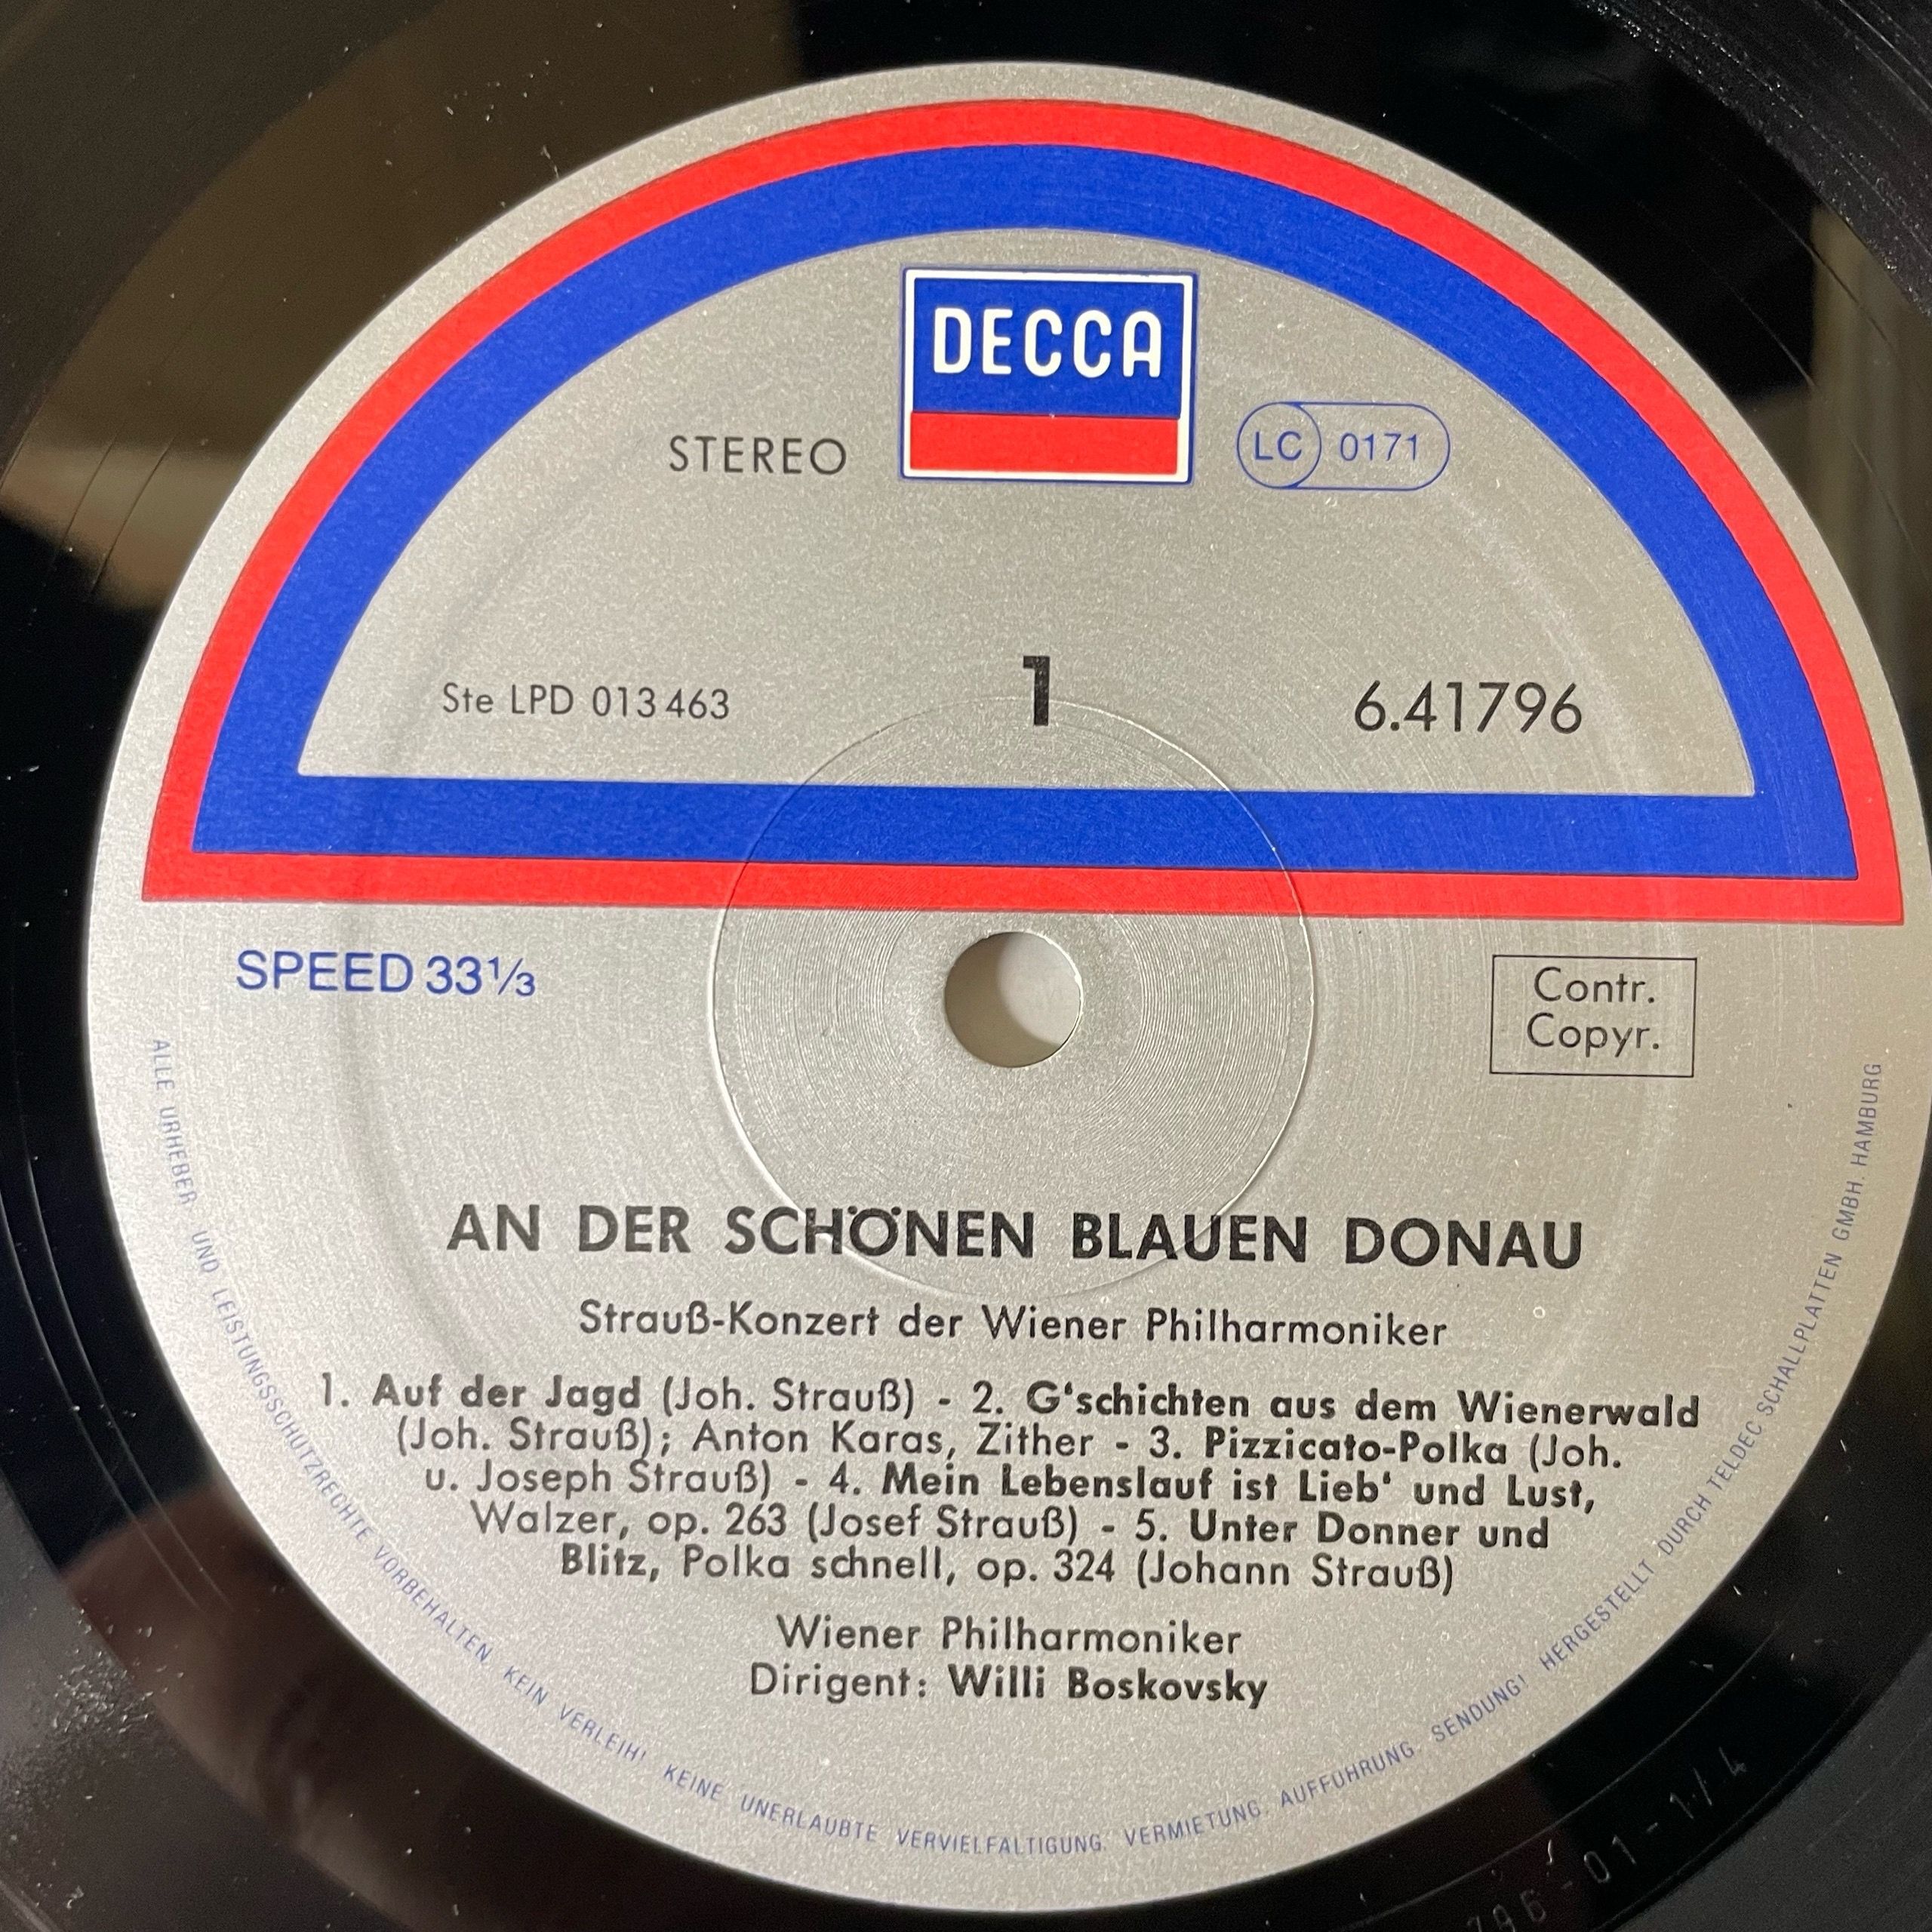 DECCA
STEREO
LC 0171
Ste LPD 013 463
1
6.41796
SPEED 33⅓
Contr.
Copyr.
AN DER SCHÖNEN BLAUEN DONAU
Strauß-Konzert der Wiener Philharmoniker
1. Auf der Jagd (Joh. Strauß) - 2. G'schichten aus dem Wienerwald
(Joh. Strauß); Anton Karas, Zither - 3. Pizzicato-Polka (Joh.
u. Joseph Strauß) - 4. Mein Lebenslauf ist Lieb' und Lust,
Walzer, op. 263 (Josef Strauß) - 5. Unter Donner und
Blitz, Polka schnell, op. 324 (Johann Strauß)
Wiener Philharmoniker
Dirigent: Willi Boskovsky
ALLE URHEBER- UND LEISTUNGSSCHUTZRECHTE VORBEHALTEN. KEIN VERLEIH! KEINE UNERLAUBTE VERVIELFÄLTIGUNG, VERMIETUNG, AUFFÜHRUNG, SENDUNG! HERGESTELLT DURCH TELDEC SCHALLPLATTEN GMBH. HAMBURG
796-01-1/4